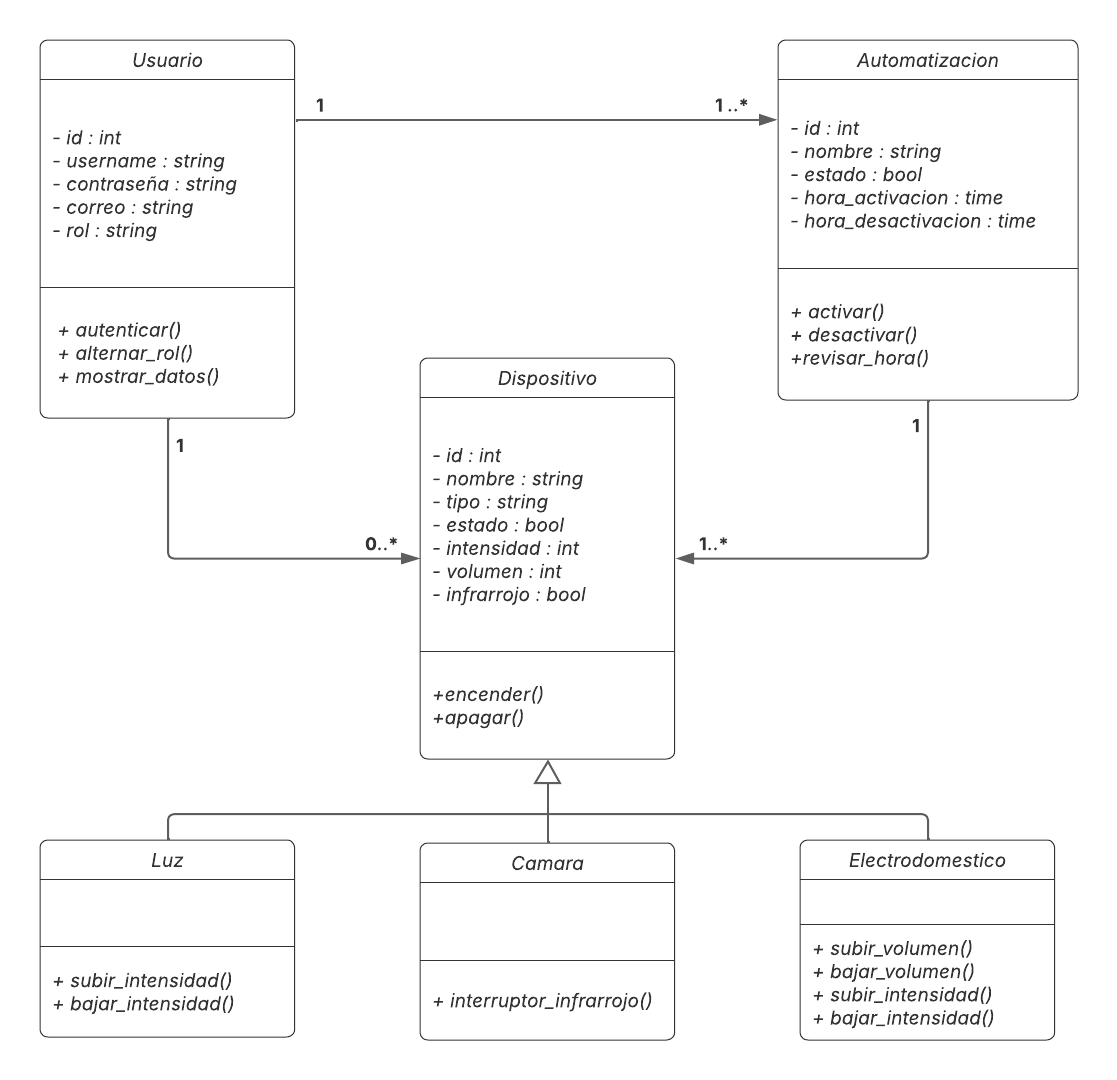 Usuario
- id : int
- username : string
- contraseña : string
- correo : string
- rol : string
+ autenticar()
+ alternar_rol()
+ mostrar_datos()
1
1..*
Automatizacion
- id : int
- nombre : string
- estado : bool
- hora_activacion : time
- hora_desactivacion : time
+ activar()
+ desactivar()
+revisar_hora()
1
0..*
1
1..*
Dispositivo
- id : int
- nombre : string
- tipo : string
- estado : bool
- intensidad : int
- volumen : int
- infrarrojo : bool
+encender()
+apagar()
Luz
+ subir_intensidad()
+ bajar_intensidad()
Camara
+ interruptor_infrarrojo()
Electrodomestico
+ subir_volumen()
+ bajar_volumen()
+ subir_intensidad()
+ bajar_intensidad()